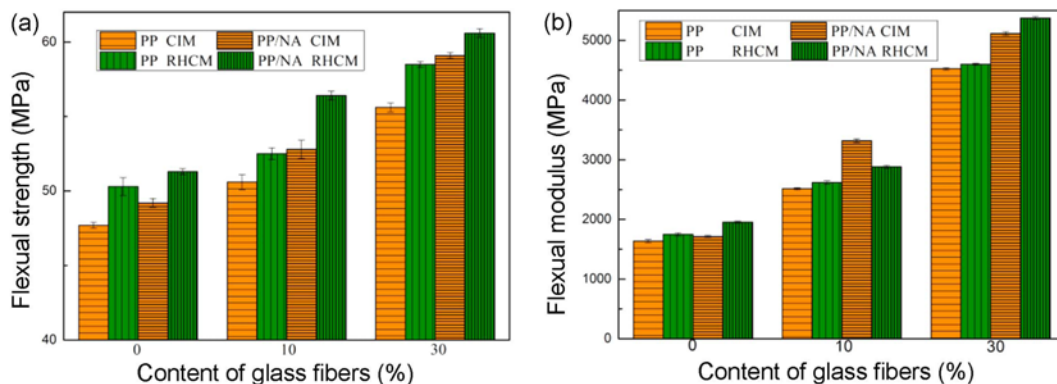 (a)
PP CIM
PP/NA CIM
PP RHCM
PP/NA RHCM
Flexual strength (MPa)
60
50
40
0
10
30
Content of glass fibers (%)
(b)
PP CIM
PP/NA CIM
PP RHCM
PP/NA RHCM
Flexual modulus (MPa)
5000
4000
3000
2000
1000
0
0
10
30
Content of glass fibers (%)